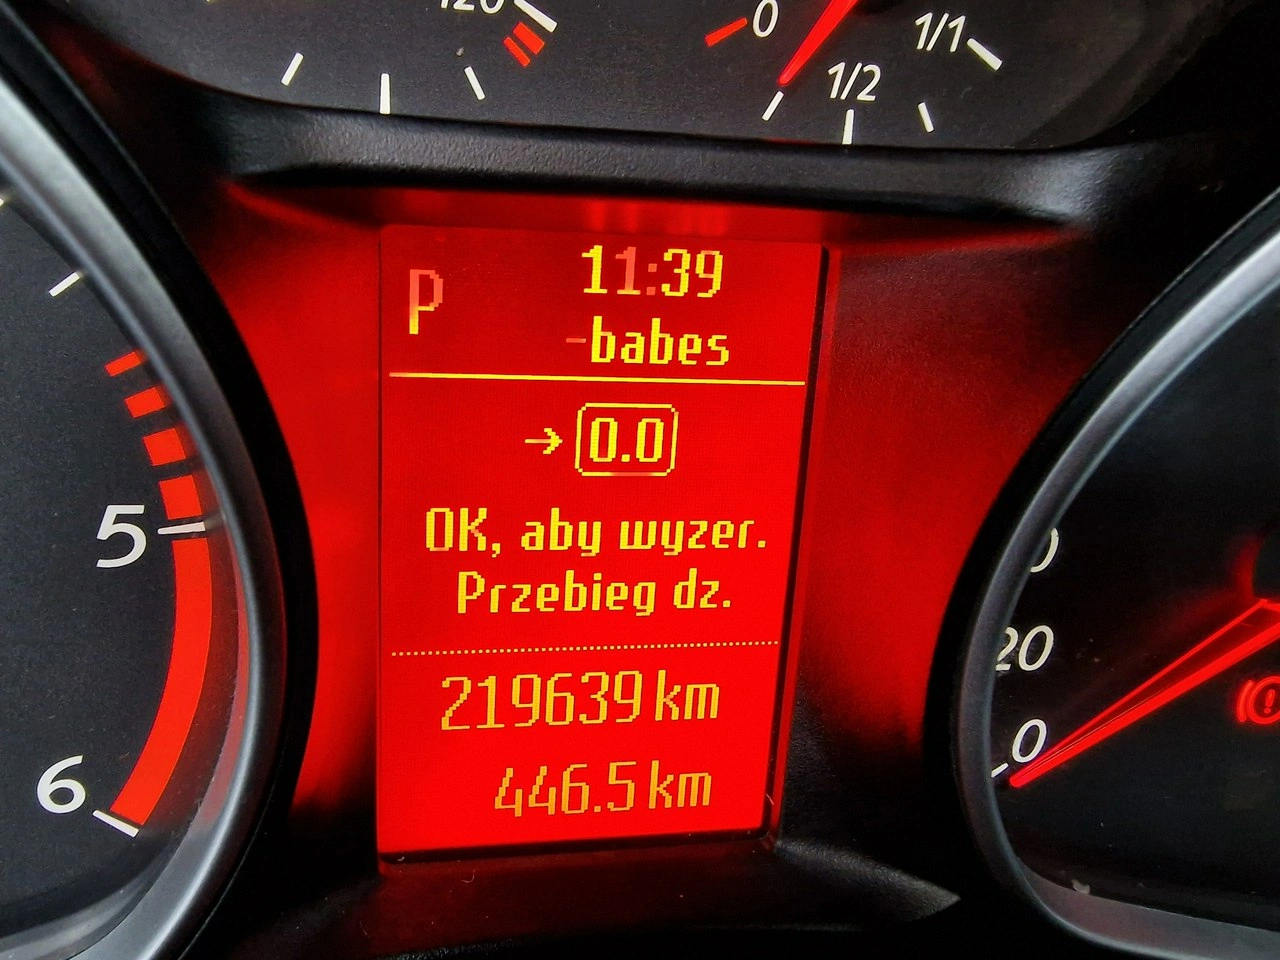 120
0
1/2
1/1
P
11:39
-babes
→ 0.0
OK, aby wyzer.
Przebieg dz.
219639 km
446.5 km
5
6
20
0